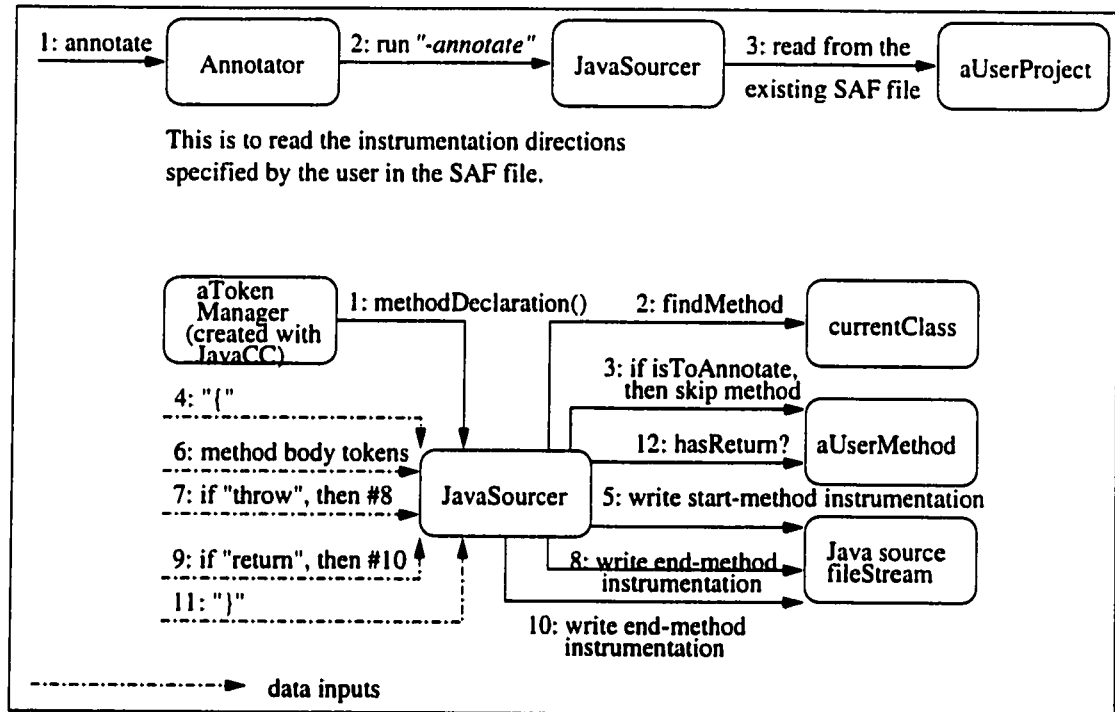 1: annotate
Annotator
2: run "-annotate"
JavaSourcer
3: read from the
existing SAF file
aUserProject
This is to read the instrumentation directions
specified by the user in the SAF file.
aToken
Manager
(created with
JavaCC)
1: methodDeclaration()
2: findMethod
currentClass
3: if isToAnnotate,
then skip method
4: "{"
6: method body tokens
12: hasReturn?
aUserMethod
7: if "throw", then #8
JavaSourcer
5: write start-method instrumentation
9: if "return", then #10
8: write end-method
instrumentation
Java source
fileStream
11: "}"
10: write end-method
instrumentation
data inputs